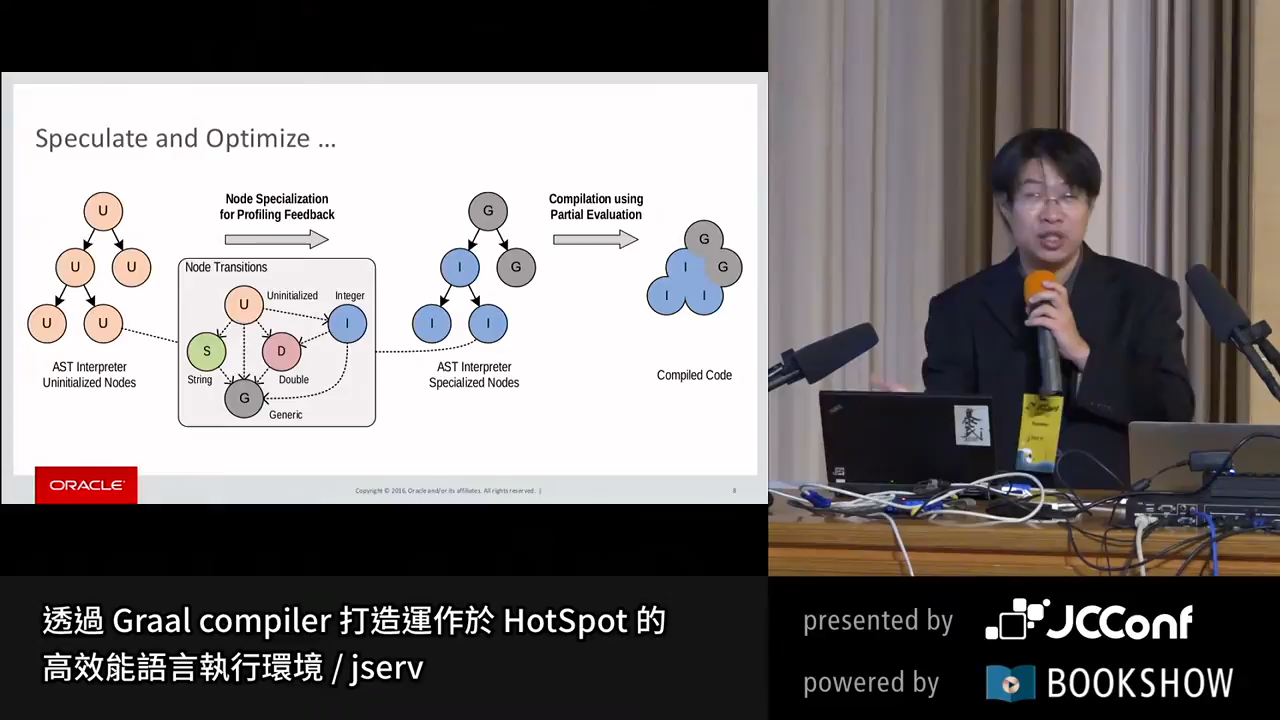 Speculate and Optimize …
Node Specialization
for Profiling Feedback
Compilation using
Partial Evaluation
U
U
U
U
U
AST Interpreter
Uninitialized Nodes
Node Transitions
U
Uninitialized
Integer
I
S
D
String
Double
G
Generic
G
I
G
I
I
AST Interpreter
Specialized Nodes
G
I
G
I
I
Compiled Code
ORACLE
Copyright © 2016, Oracle and/or its affiliates. All rights reserved. |
8
透過 Graal compiler 打造運作於 HotSpot 的
高效能語言執行環境 / jserv
presented by
JCConf
powered by
BOOKSHOW